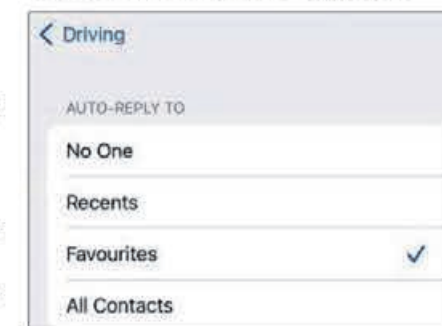 Driving
AUTO-REPLY TO
No One
Recents
Favourites
All Contacts